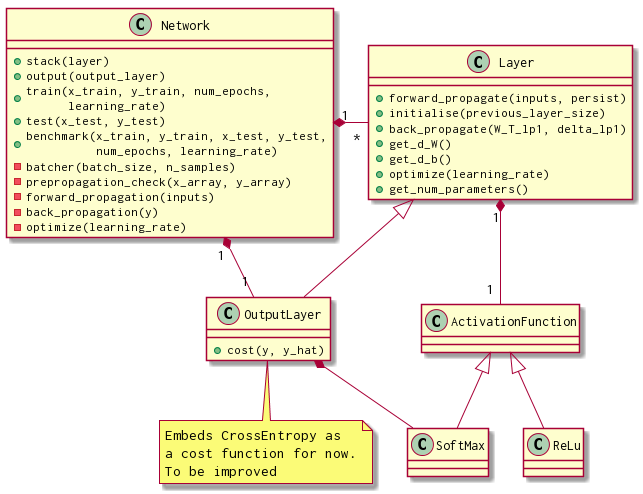 C Network
stack(layer)
output(output_layer)
train(x_train, y_train, num_epochs,
learning_rate)
test(x_test, y_test)
benchmark(x_train, y_train, x_test, y_test,
num_epochs, learning_rate)
batcher(batch_size, n_samples)
prepropagation_check(x_array, y_array)
forward_propagation(inputs)
back_propagation(y)
optimize(learning_rate)
1
*
C Layer
forward_propagate(inputs, persist)
initialise(previous_layer_size)
back_propagate(W_T_lp1, delta_lp1)
get_d_W()
get_d_b()
optimize(learning_rate)
get_num_parameters()
1
1
1
1
C OutputLayer
cost(y, y_hat)
C ActivationFunction
Embeds CrossEntropy as
a cost function for now.
To be improved
C SoftMax
C ReLu